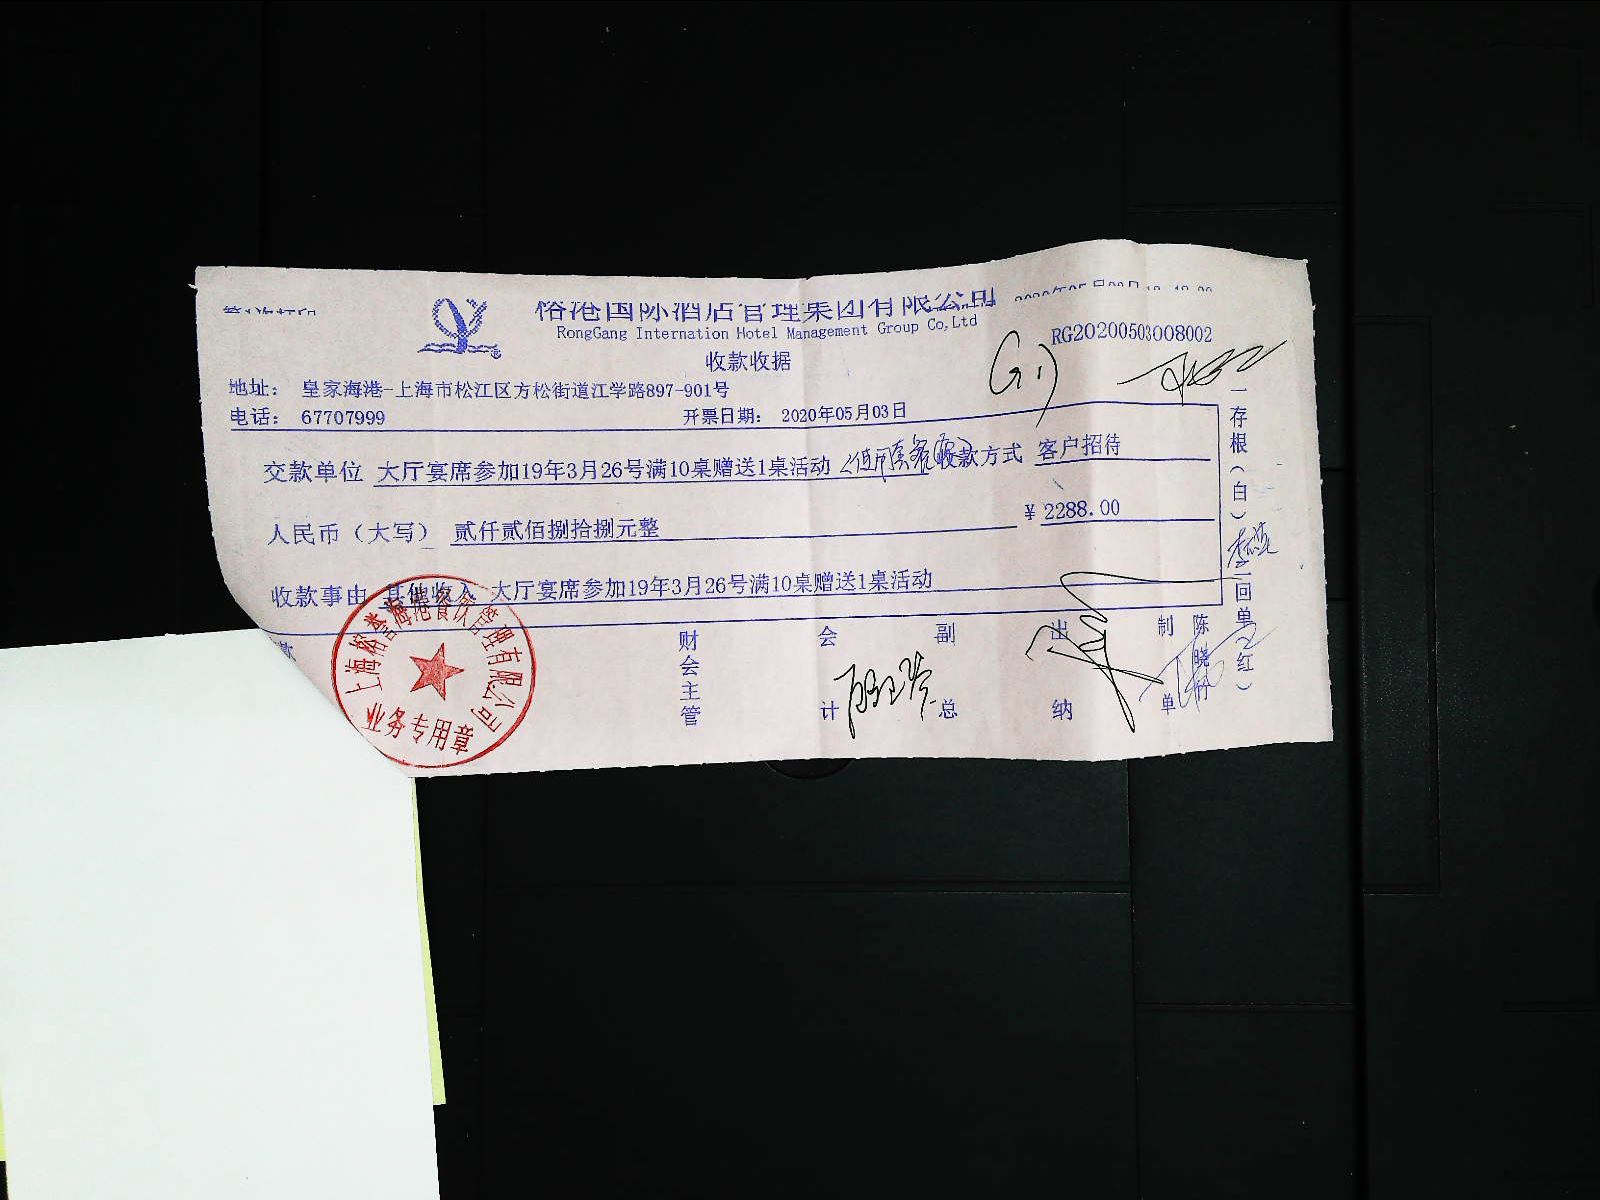 裕港国际酒店管理集团有限公司
RongGang International Hotel Management Group Co,Ltd
RG20200503008002
收款收据
地址: 皇家海港-上海市松江区方松街道江学路897-901号
电话: 67707999 开票日期: 2020年05月03日
交款单位 大厅宴席参加19年3月26号满10桌赠送1桌活动 收款方式 客户招待
人民币(大写) 贰仟贰佰捌拾捌元整 ¥2288.00
收款事由 其他收入 大厅宴席参加19年3月26号满10桌赠送1桌活动
财会主管 会计 副总 出纳 制单 陈晓
一存根(白) 二回单(红)
业务专用章